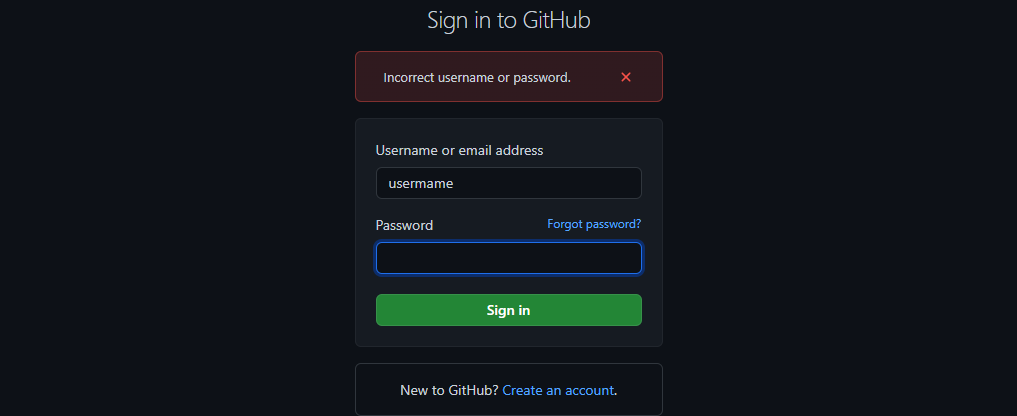 Sign in to GitHub
Incorrect username or password.
Username or email address
usermame
Password Forgot password?
Sign in
New to GitHub? Create an account.